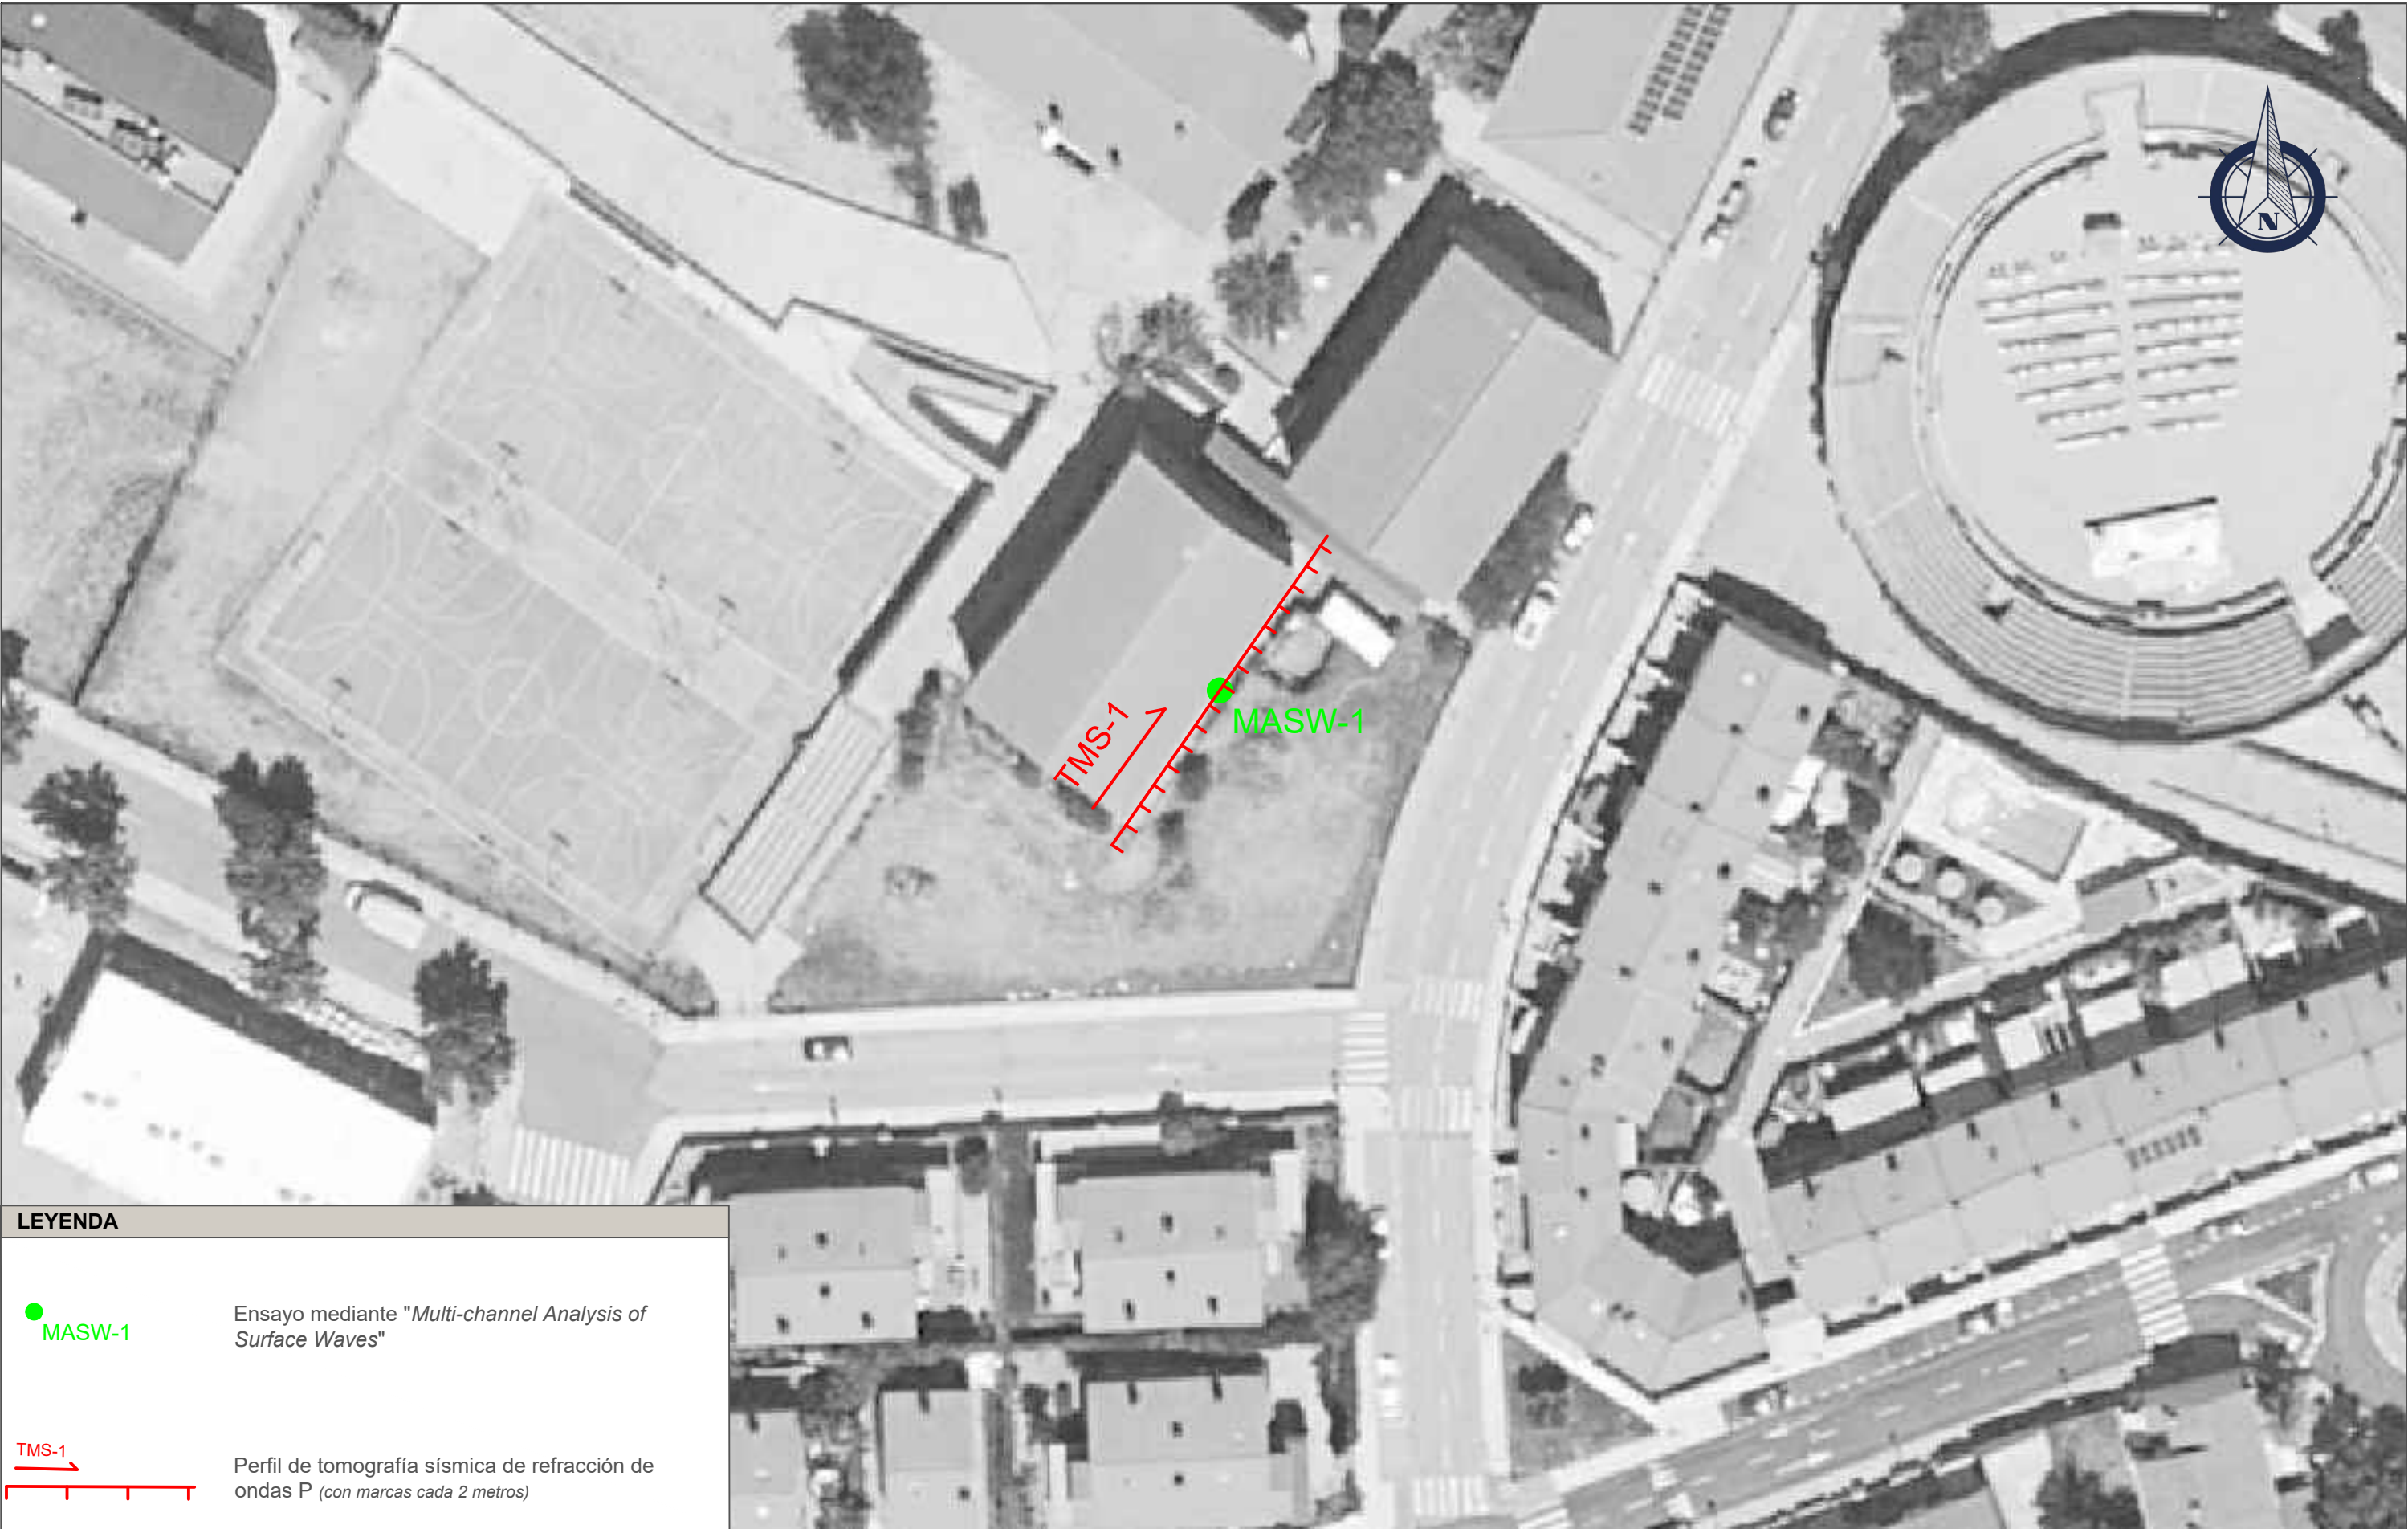 N
TMS-1
MASW-1
LEYENDA
MASW-1
Ensayo mediante "Multi-channel Analysis of
Surface Waves"
TMS-1
Perfil de tomografía sísmica de refracción de
ondas P (con marcas cada 2 metros)